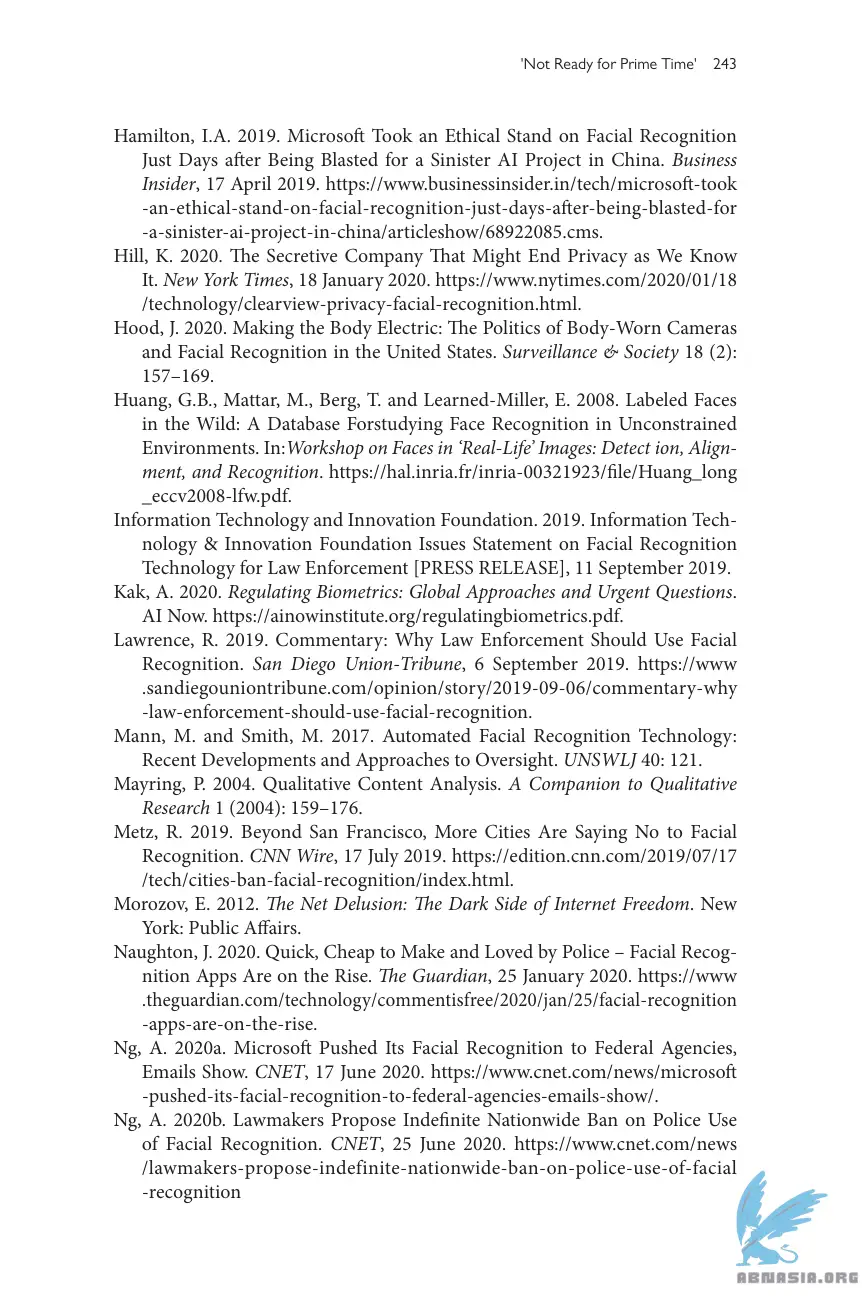 'Not Ready for Prime Time' 243
Hamilton, I.A. 2019. Microsoft Took an Ethical Stand on Facial Recognition
Just Days after Being Blasted for a Sinister AI Project in China. Business
Insider, 17 April 2019. https://www.businessinsider.in/tech/microsoft-took
-an-ethical-stand-on-facial-recognition-just-days-after-being-blasted-for
-a-sinister-ai-project-in-china/articleshow/68922085.cms.
Hill, K. 2020. The Secretive Company That Might End Privacy as We Know
It. New York Times, 18 January 2020. https://www.nytimes.com/2020/01/18
/technology/clearview-privacy-facial-recognition.html.
Hood, J. 2020. Making the Body Electric: The Politics of Body-Worn Cameras
and Facial Recognition in the United States. Surveillance & Society 18 (2):
157–169.
Huang, G.B., Mattar, M., Berg, T. and Learned-Miller, E. 2008. Labeled Faces
in the Wild: A Database Forstudying Face Recognition in Unconstrained
Environments. In:Workshop on Faces in ‘Real-Life’ Images: Detect ion, Align-
ment, and Recognition. https://hal.inria.fr/inria-00321923/file/Huang_long
_eccv2008-lfw.pdf.
Information Technology and Innovation Foundation. 2019. Information Tech-
nology & Innovation Foundation Issues Statement on Facial Recognition
Technology for Law Enforcement [PRESS RELEASE], 11 September 2019.
Kak, A. 2020. Regulating Biometrics: Global Approaches and Urgent Questions.
AI Now. https://ainowinstitute.org/regulatingbiometrics.pdf.
Lawrence, R. 2019. Commentary: Why Law Enforcement Should Use Facial
Recognition. San Diego Union-Tribune, 6 September 2019. https://www
.sandiegouniontribune.com/opinion/story/2019-09-06/commentary-why
-law-enforcement-should-use-facial-recognition.
Mann, M. and Smith, M. 2017. Automated Facial Recognition Technology:
Recent Developments and Approaches to Oversight. UNSWLJ 40: 121.
Mayring, P. 2004. Qualitative Content Analysis. A Companion to Qualitative
Research 1 (2004): 159–176.
Metz, R. 2019. Beyond San Francisco, More Cities Are Saying No to Facial
Recognition. CNN Wire, 17 July 2019. https://edition.cnn.com/2019/07/17
/tech/cities-ban-facial-recognition/index.html.
Morozov, E. 2012. The Net Delusion: The Dark Side of Internet Freedom. New
York: Public Affairs.
Naughton, J. 2020. Quick, Cheap to Make and Loved by Police – Facial Recog-
nition Apps Are on the Rise. The Guardian, 25 January 2020. https://www
.theguardian.com/technology/commentisfree/2020/jan/25/facial-recognition
-apps-are-on-the-rise.
Ng, A. 2020a. Microsoft Pushed Its Facial Recognition to Federal Agencies,
Emails Show. CNET, 17 June 2020. https://www.cnet.com/news/microsoft
-pushed-its-facial-recognition-to-federal-agencies-emails-show/.
Ng, A. 2020b. Lawmakers Propose Indefinite Nationwide Ban on Police Use
of Facial Recognition. CNET, 25 June 2020. https://www.cnet.com/news
/lawmakers-propose-indefinite-nationwide-ban-on-police-use-of-facial
-recognition
ABNASIA.ORG